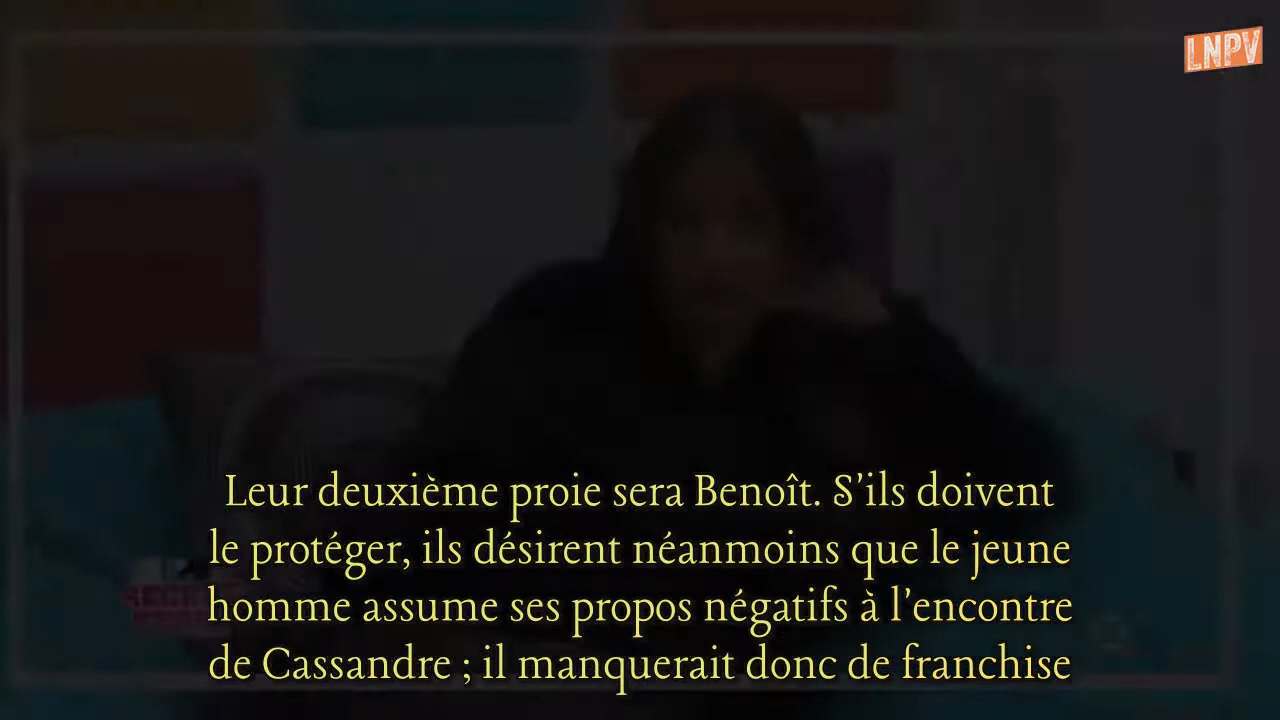 LNPV
Leur deuxième proie sera Benoît. S'ils doivent
le protéger, ils désirent néanmoins que le jeune
homme assume ses propos négatifs à l'encontre
de Cassandre ; il manquerait donc de franchise